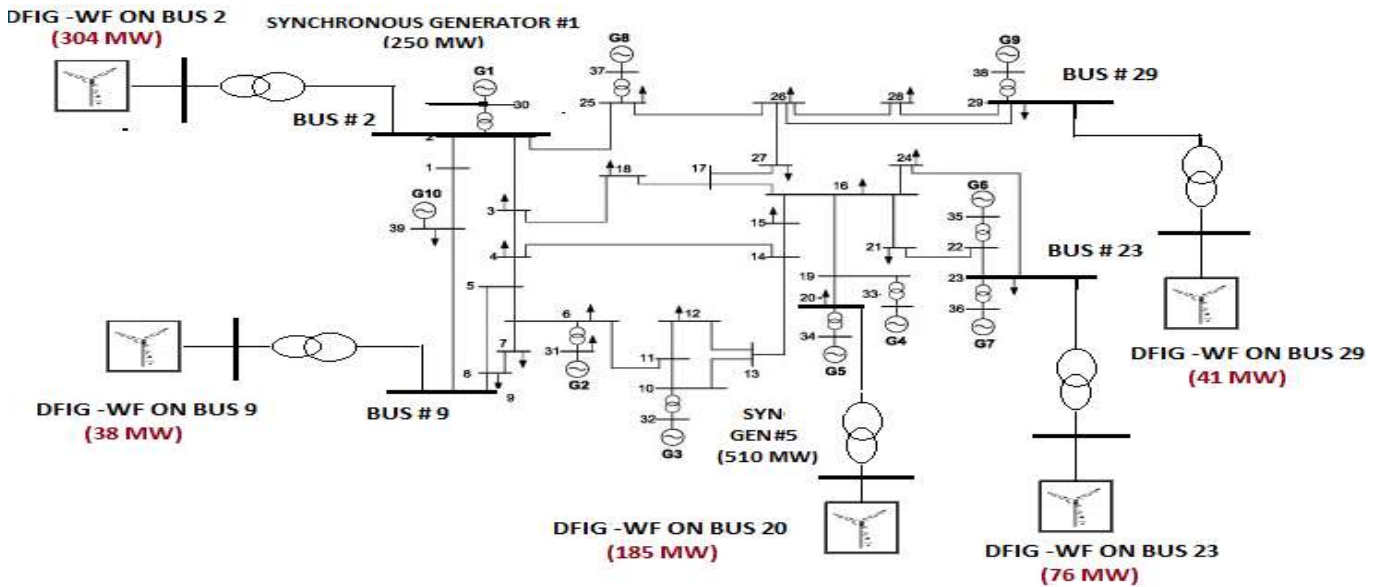 DFIG -WF ON BUS 2
(304 MW)
SYNCHRONOUS GENERATOR #1
(250 MW)
G1
30
BUS # 2
2
G8
37
25
26
28
G9
38
29
BUS # 29
1
G10
39
3
18
17
27
24
16
G6
35
4
15
14
21
22
BUS # 23
5
19
33
20
23
6
12
7
31
11
34
G4
36
G7
8
G2
13
G5
10
9
BUS # 9
32
G3
SYN
GEN #5
(510 MW)
DFIG -WF ON BUS 9
(38 MW)
DFIG -WF ON BUS 29
(41 MW)
DFIG -WF ON BUS 20
(185 MW)
DFIG -WF ON BUS 23
(76 MW)